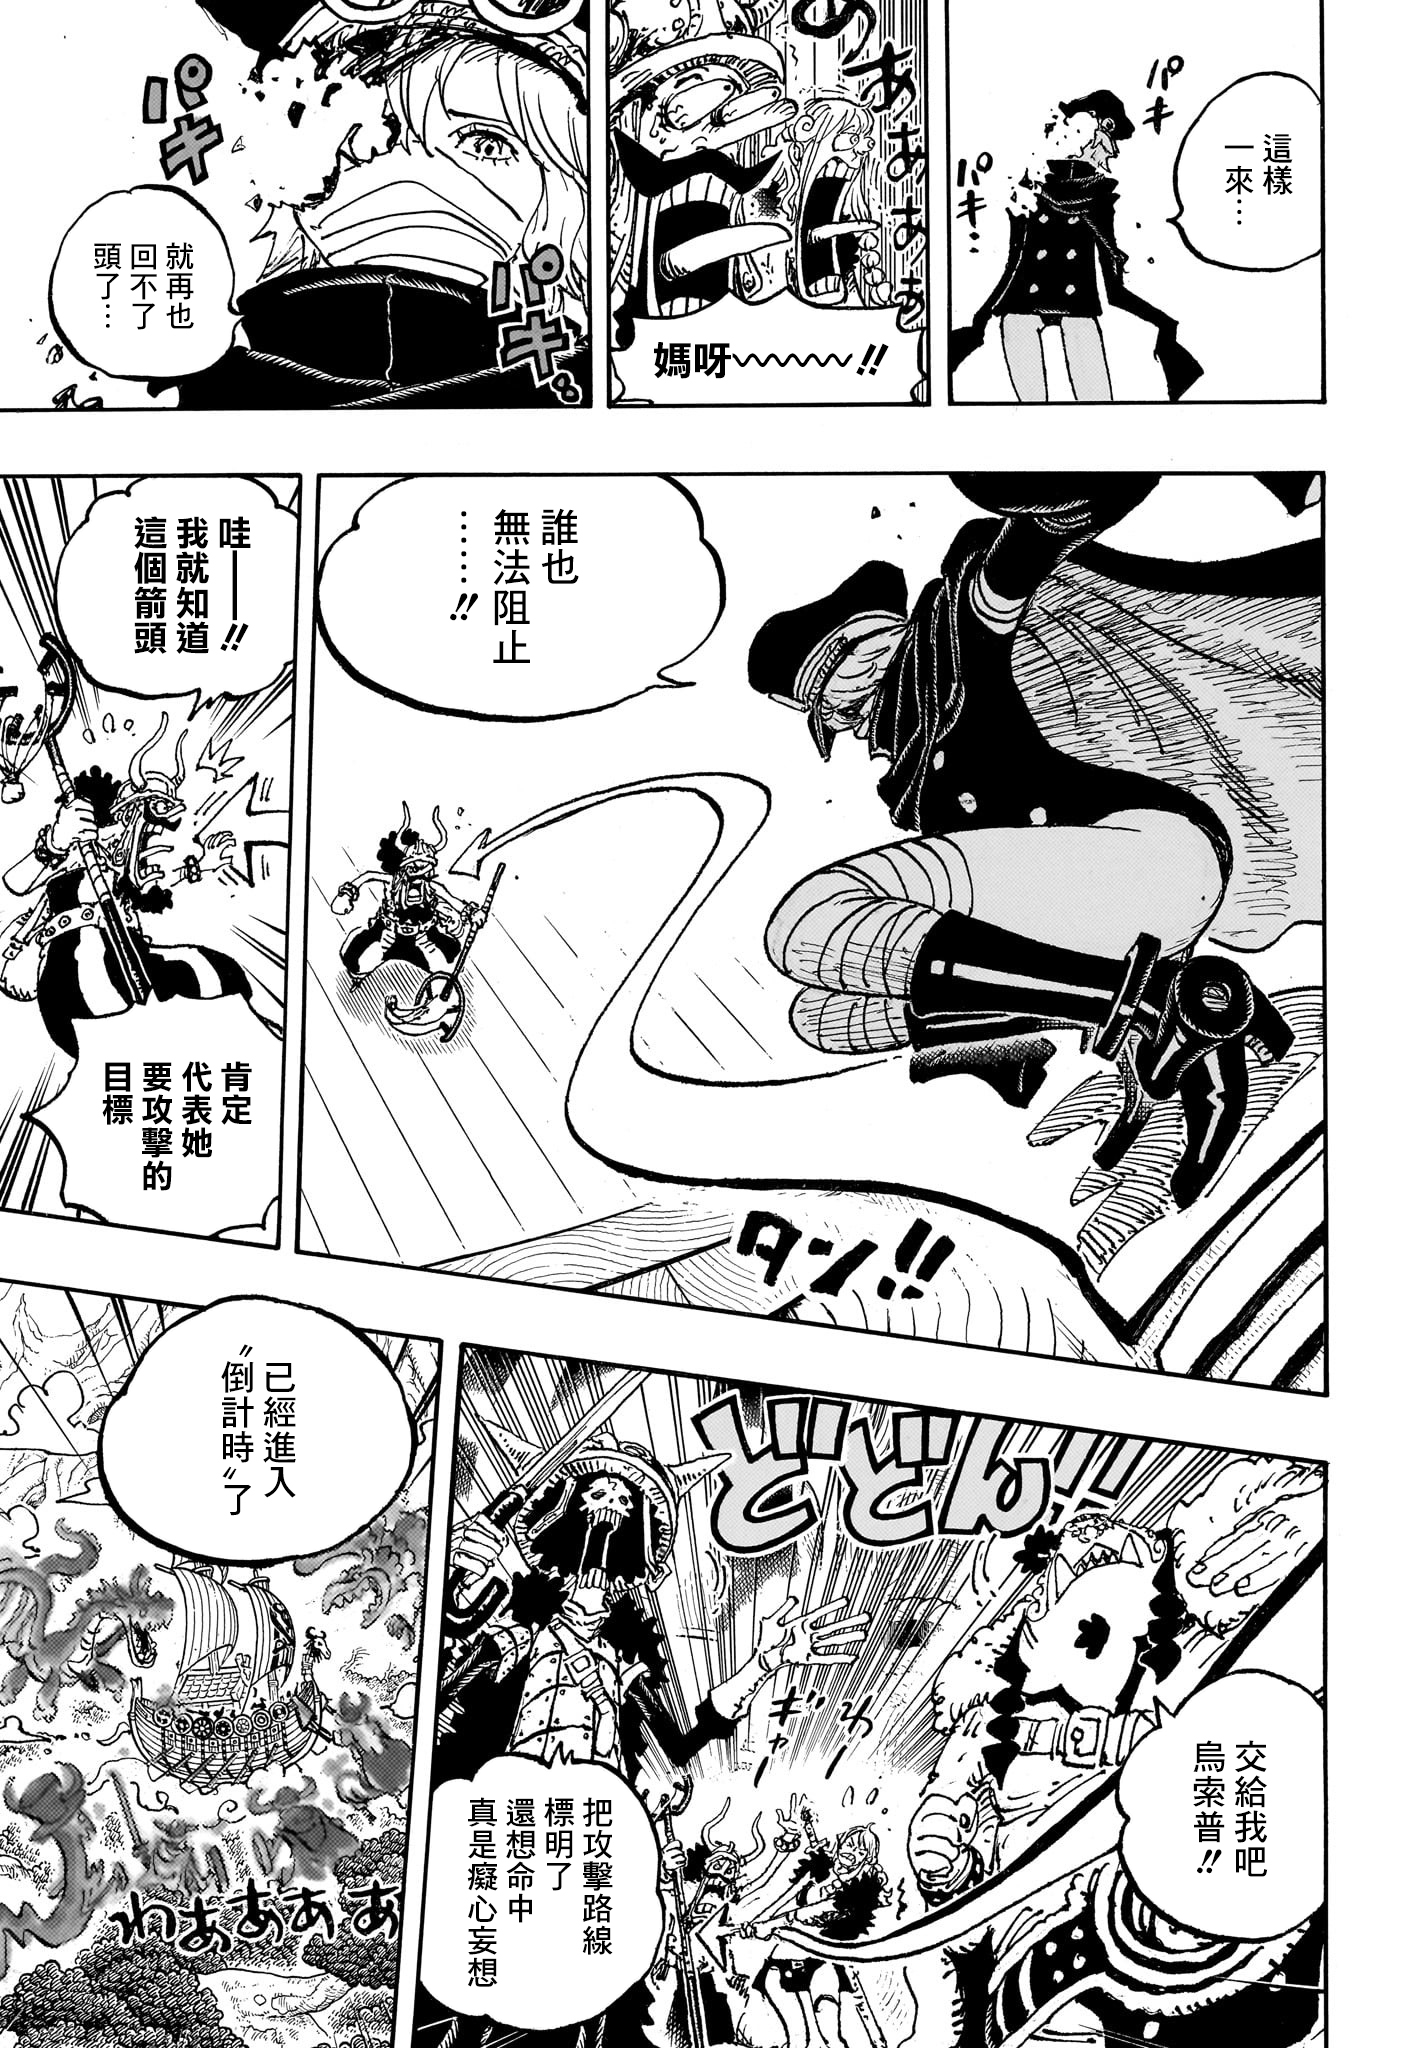 這樣
一來…
パキ
パキ…
あああああぁ
媽呀〰〰〰!!
パキ
パキ
就再也
回不了
頭了…
誰也
無法阻止
……!!
タン!!
哇——!!
我就知道
這個箭頭
肯定
代表她
要攻擊的
目標
どどん!!
交給我吧
烏索普!!
ギャー
わー
把攻擊路線
標明了
還想命中
真是癡心妄想
已經進入
〝倒計時〞了
わああああ